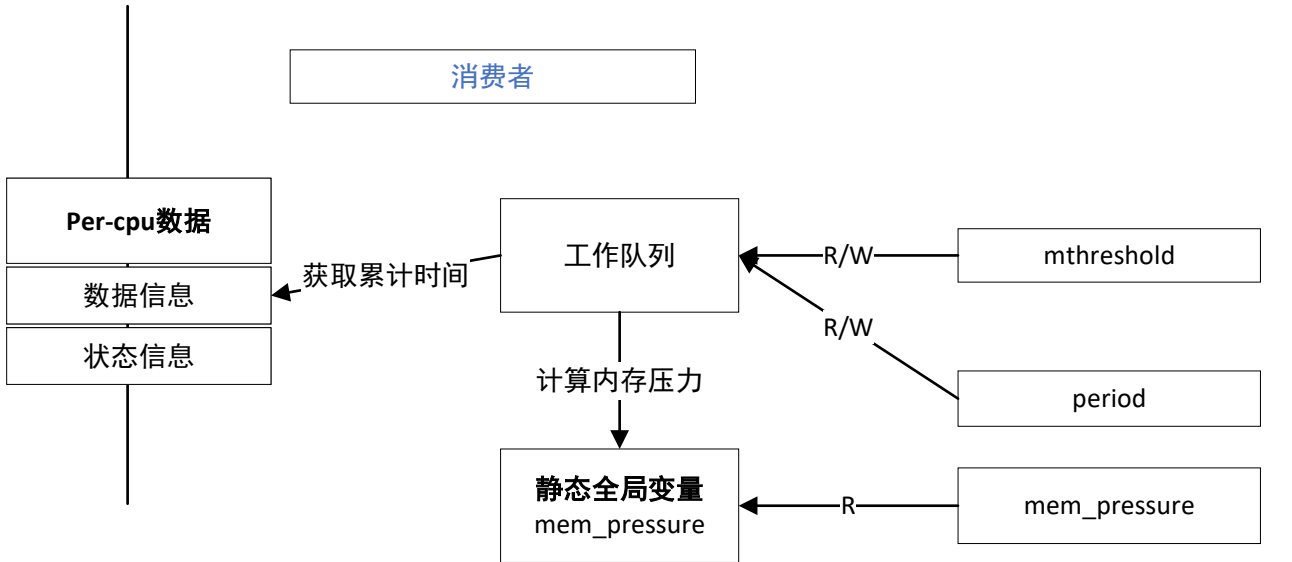 消费者
Per-cpu数据
数据信息
状态信息
获取累计时间
工作队列
R/W
mthreshold
R/W
period
计算内存压力
静态全局变量
mem_pressure
R
mem_pressure